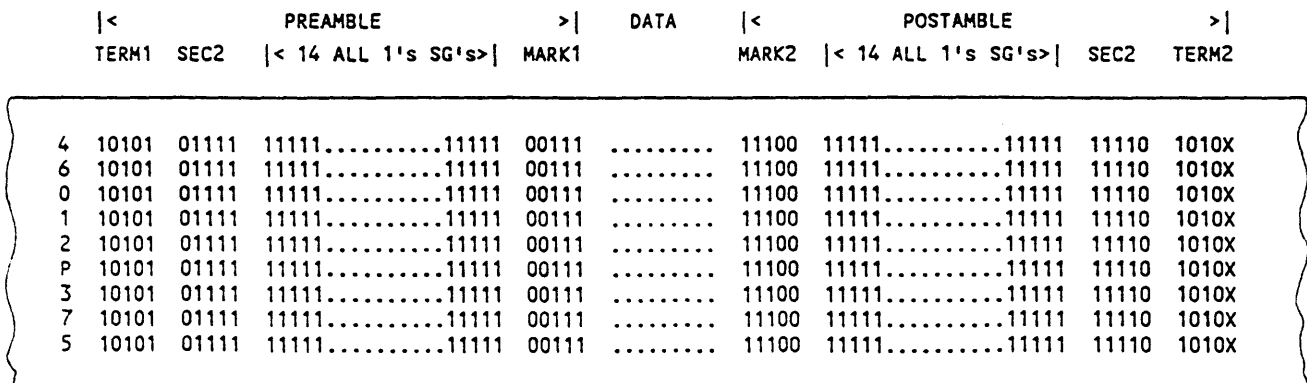 |< PREAMBLE >| DATA |< POSTAMBLE >|
TERM1 SEC2 |< 14 ALL 1's SG's>| MARK1 MARK2 |< 14 ALL 1's SG's>| SEC2 TERM2
4 10101 01111 11111..........11111 00111 ......... 11100 11111..........11111 11110 1010X
6 10101 01111 11111..........11111 00111 ......... 11100 11111..........11111 11110 1010X
0 10101 01111 11111..........11111 00111 ......... 11100 11111..........11111 11110 1010X
1 10101 01111 11111..........11111 00111 ......... 11100 11111..........11111 11110 1010X
2 10101 01111 11111..........11111 00111 ......... 11100 11111..........11111 11110 1010X
P 10101 01111 11111..........11111 00111 ......... 11100 11111..........11111 11110 1010X
3 10101 01111 11111..........11111 00111 ......... 11100 11111..........11111 11110 1010X
7 10101 01111 11111..........11111 00111 ......... 11100 11111..........11111 11110 1010X
5 10101 01111 11111..........11111 00111 ......... 11100 11111..........11111 11110 1010X